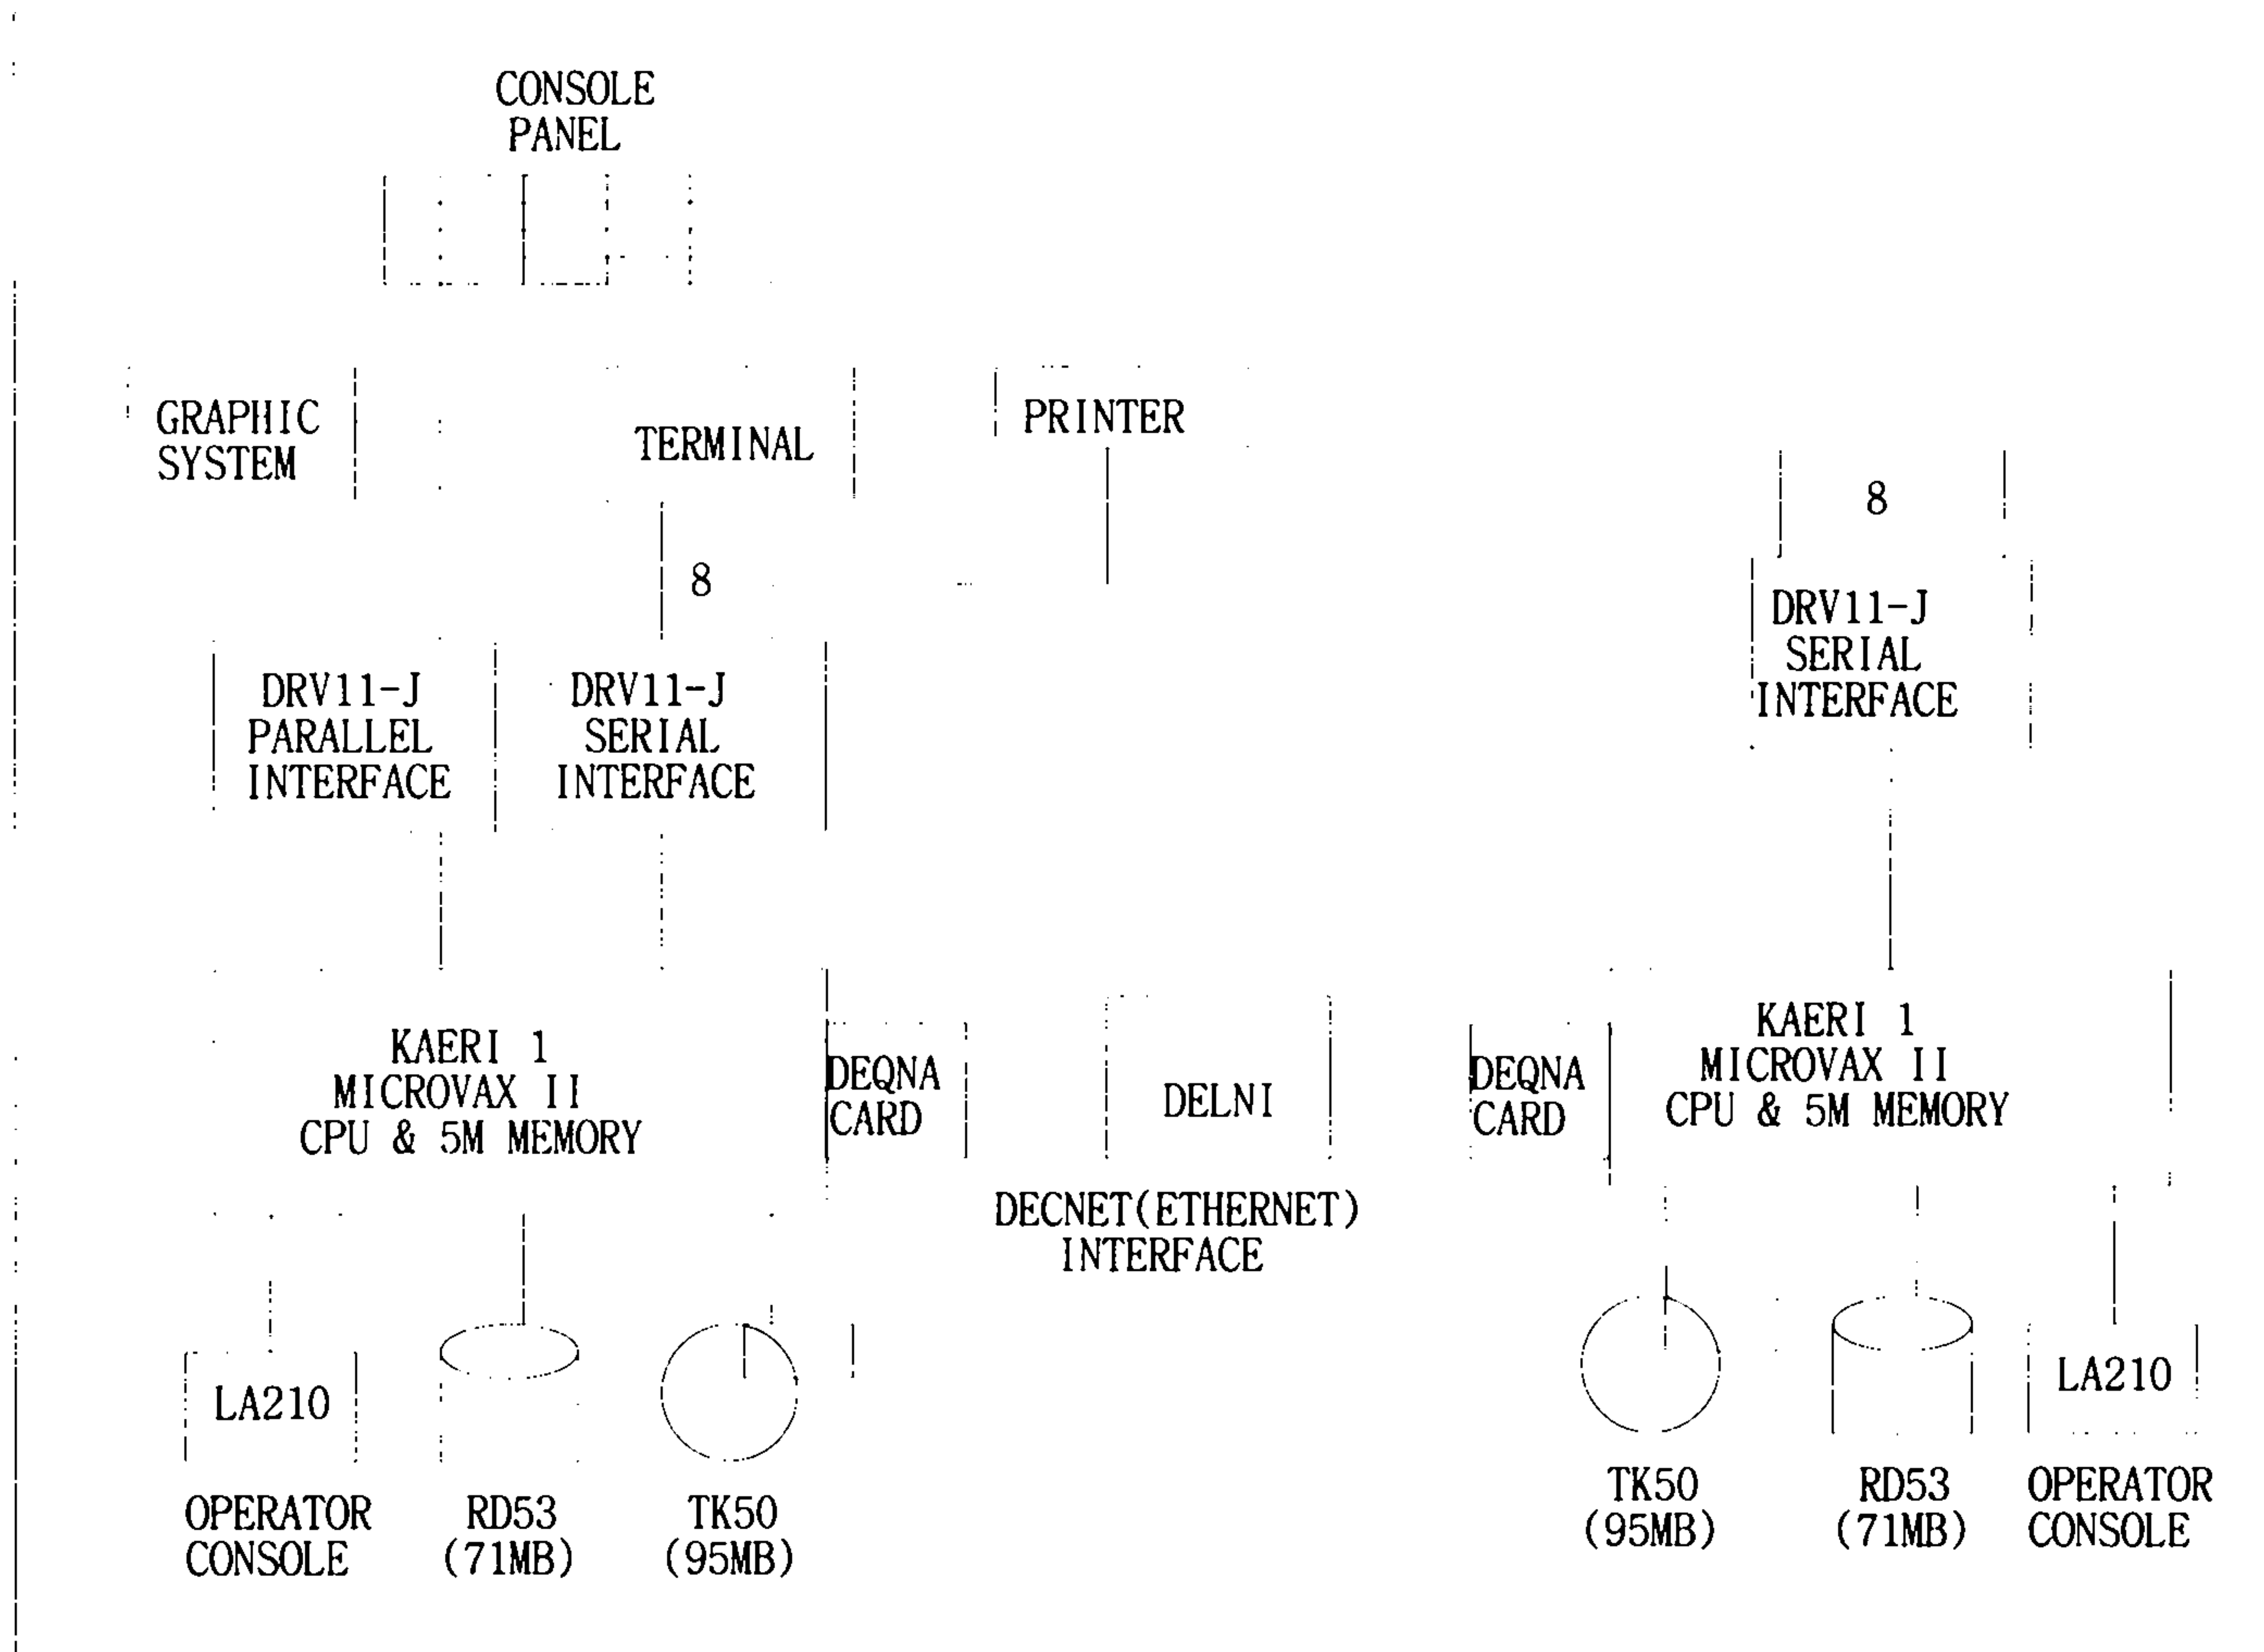 CONSOLE
PANEL
GRAPHIC
SYSTEM
TERMINAL
PRINTER
8
8
DRV11-J
PARALLEL
INTERFACE
DRV11-J
SERIAL
INTERFACE
DRV11-J
SERIAL
INTERFACE
KAERI 1
MICROVAX II
CPU & 5M MEMORY
DEQNA
CARD
DELNI
DECNET(ETHERNET)
INTERFACE
DEQNA
CARD
KAERI 1
MICROVAX II
CPU & 5M MEMORY
LA210
OPERATOR
CONSOLE
RD53
(71MB)
TK50
(95MB)
TK50
(95MB)
RD53
(71MB)
LA210
OPERATOR
CONSOLE